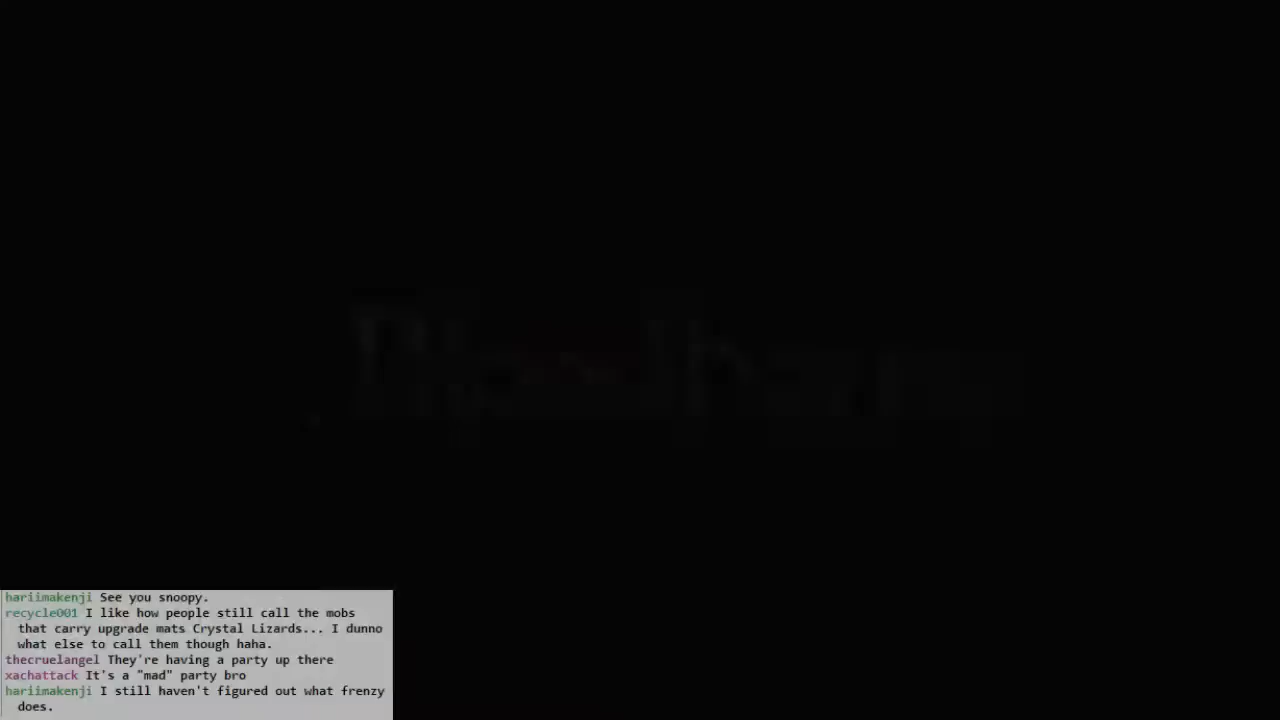 hariimakenji See you snoopy.
recycle001 I like how people still call the mobs
that carry upgrade mats Crystal Lizards... I dunno
what else to call them though haha.
thecruelangel They're having a party up there
xachattack It's a "mad" party bro
hariimakenji I still haven't figured out what frenzy
does.